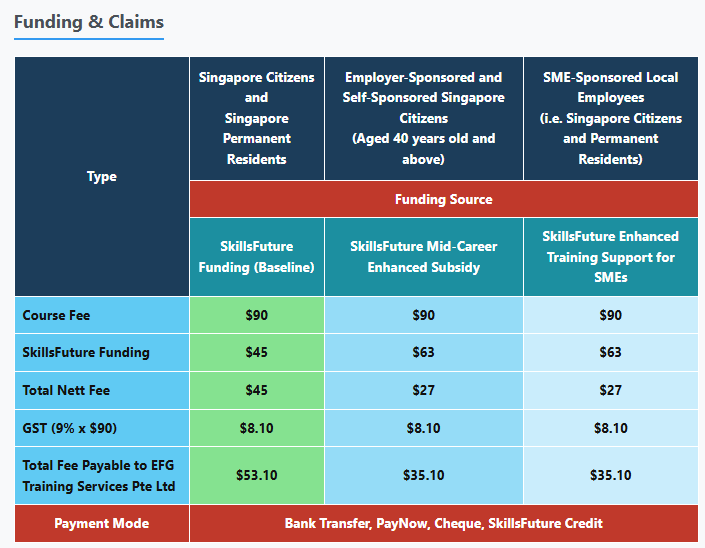 Funding & Claims
Type
Singapore Citizens
and
Singapore
Permanent
Residents
Employer-Sponsored and
Self-Sponsored Singapore
Citizens
(Aged 40 years old and
above)
SME-Sponsored Local
Employees
(i.e. Singapore Citizens
and Permanent
Residents)
Funding Source
SkillsFuture
Funding (Baseline)
SkillsFuture Mid-Career
Enhanced Subsidy
SkillsFuture Enhanced
Training Support for
SMEs
Course Fee $90 $90 $90
SkillsFuture Funding $45 $63 $63
Total Nett Fee $45 $27 $27
GST (9% x $90) $8.10 $8.10 $8.10
Total Fee Payable to EFG
Training Services Pte Ltd $53.10 $35.10 $35.10
Payment Mode Bank Transfer, PayNow, Cheque, SkillsFuture Credit